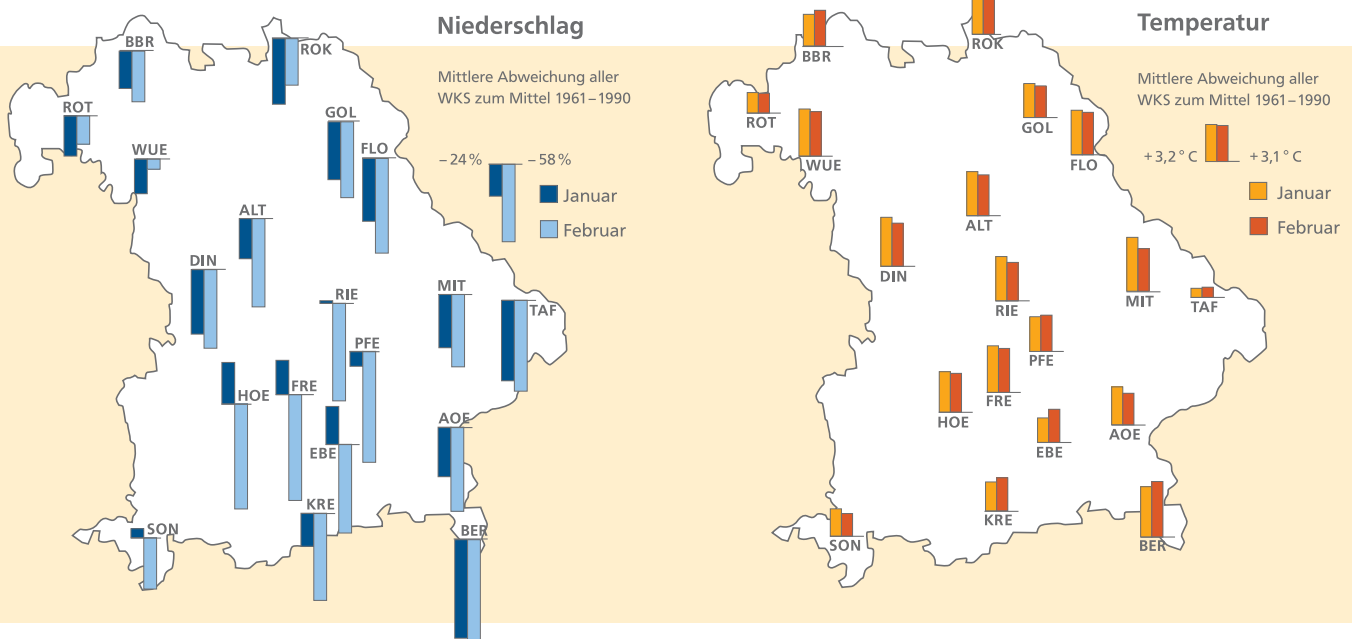 Niederschlag
Mittlere Abweichung aller
WKS zum Mittel 1961–1990
– 24 %
– 58 %
Januar
Februar
BBR
ROK
ROT
GOL
WUE
FLO
ALT
DIN
RIE
MIT
TAF
PFE
HOE
FRE
EBE
AOE
KRE
SON
BER
Temperatur
Mittlere Abweichung aller
WKS zum Mittel 1961–1990
+ 3,2 ° C
+ 3,1 ° C
Januar
Februar
ROK
BBR
ROT
GOL
WUE
FLO
ALT
DIN
RIE
MIT
TAF
PFE
FRE
HOE
AOE
EBE
KRE
SON
BER